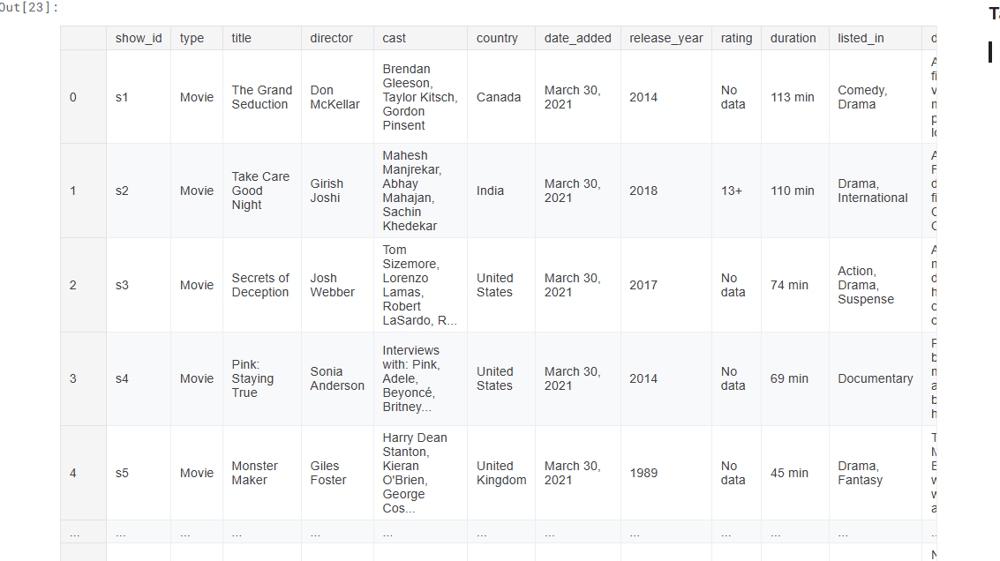 Out[23]:
show_id type title director cast country date_added release_year rating duration listed_in
0 s1 Movie The Grand Seduction Don McKellar Brendan Gleeson, Taylor Kitsch, Gordon Pinsent Canada March 30, 2021 2014 No data 113 min Comedy, Drama
1 s2 Movie Take Care Good Night Girish Joshi Mahesh Manjrekar, Abhay Mahajan, Sachin Khedekar India March 30, 2021 2018 13+ 110 min Drama, International
2 s3 Movie Secrets of Deception Josh Webber Tom Sizemore, Lorenzo Lamas, Robert LaSardo, R... United States March 30, 2021 2017 No data 74 min Action, Drama, Suspense
3 s4 Movie Pink: Staying True Sonia Anderson Interviews with: Pink, Adele, Beyoncé, Britney... United States March 30, 2021 2014 No data 69 min Documentary
4 s5 Movie Monster Maker Giles Foster Harry Dean Stanton, Kieran O'Brien, George Cos... United Kingdom March 30, 2021 1989 No data 45 min Drama, Fantasy
... ... ... ... ... ... ... ... ... ... ... ...